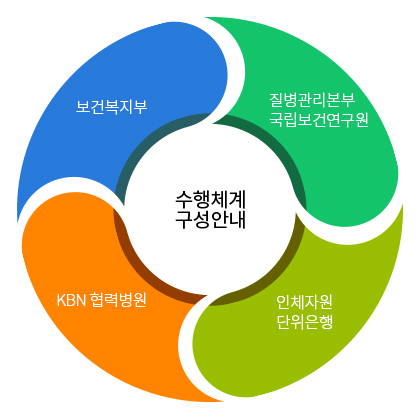 보건복지부
질병관리본부
국립보건연구원
수행체계
구성안내
KBN 협력병원
인체자원
단위은행